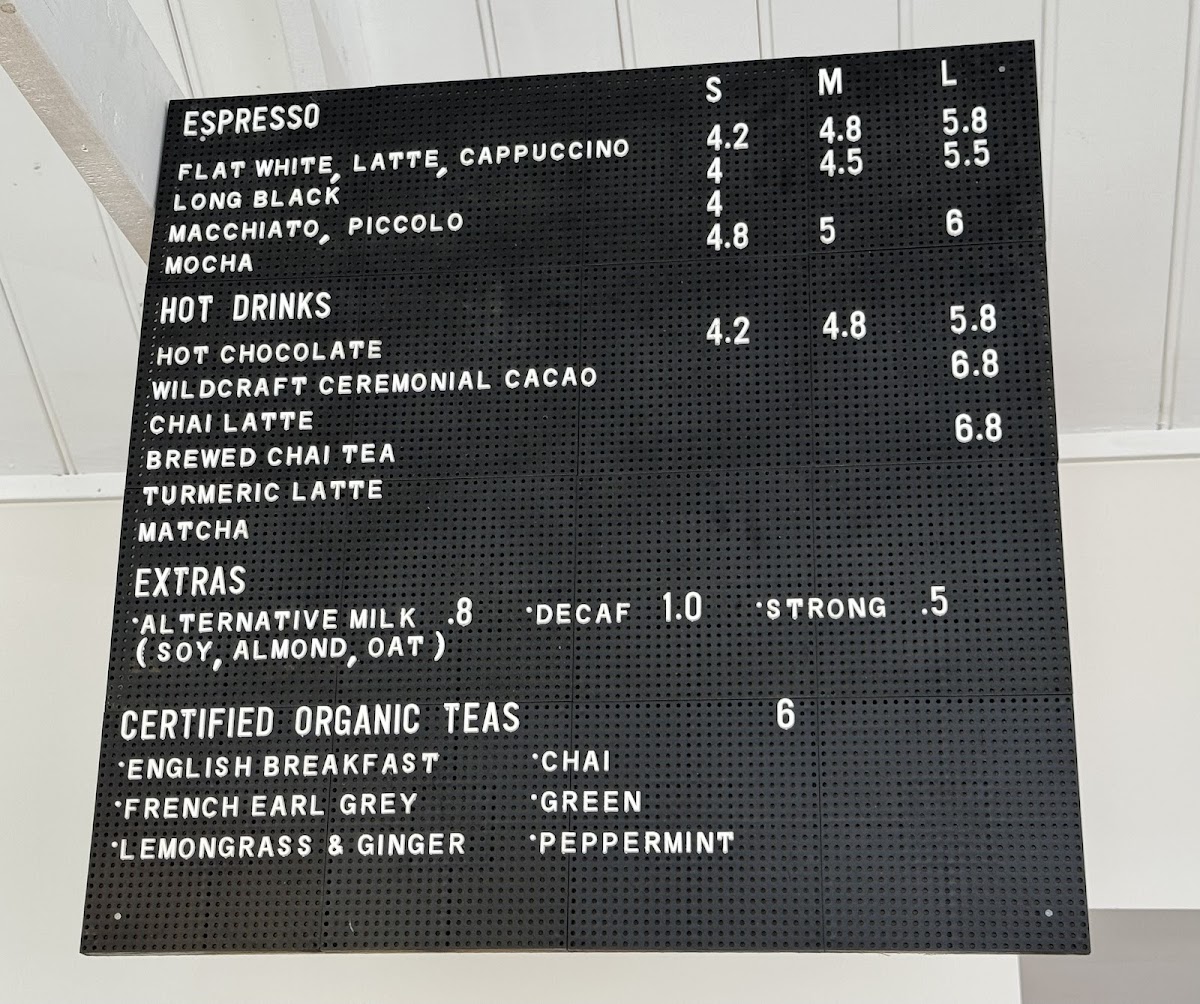 S M L
ESPRESSO
FLAT WHITE, LATTE, CAPPUCCINO 4.2 4.8 5.8
LONG BLACK 4 4.5 5.5
MACCHIATO, PICCOLO 4
MOCHA 4.8 5 6
HOT DRINKS
HOT CHOCOLATE 4.2 4.8 5.8
WILDCRAFT CEREMONIAL CACAO 6.8
CHAI LATTE
BREWED CHAI TEA 6.8
TURMERIC LATTE
MATCHA
EXTRAS
·ALTERNATIVE MILK .8 ·DECAF 1.0 ·STRONG .5
(SOY, ALMOND, OAT)
CERTIFIED ORGANIC TEAS 6
·ENGLISH BREAKFAST ·CHAI
·FRENCH EARL GREY ·GREEN
·LEMONGRASS & GINGER ·PEPPERMINT